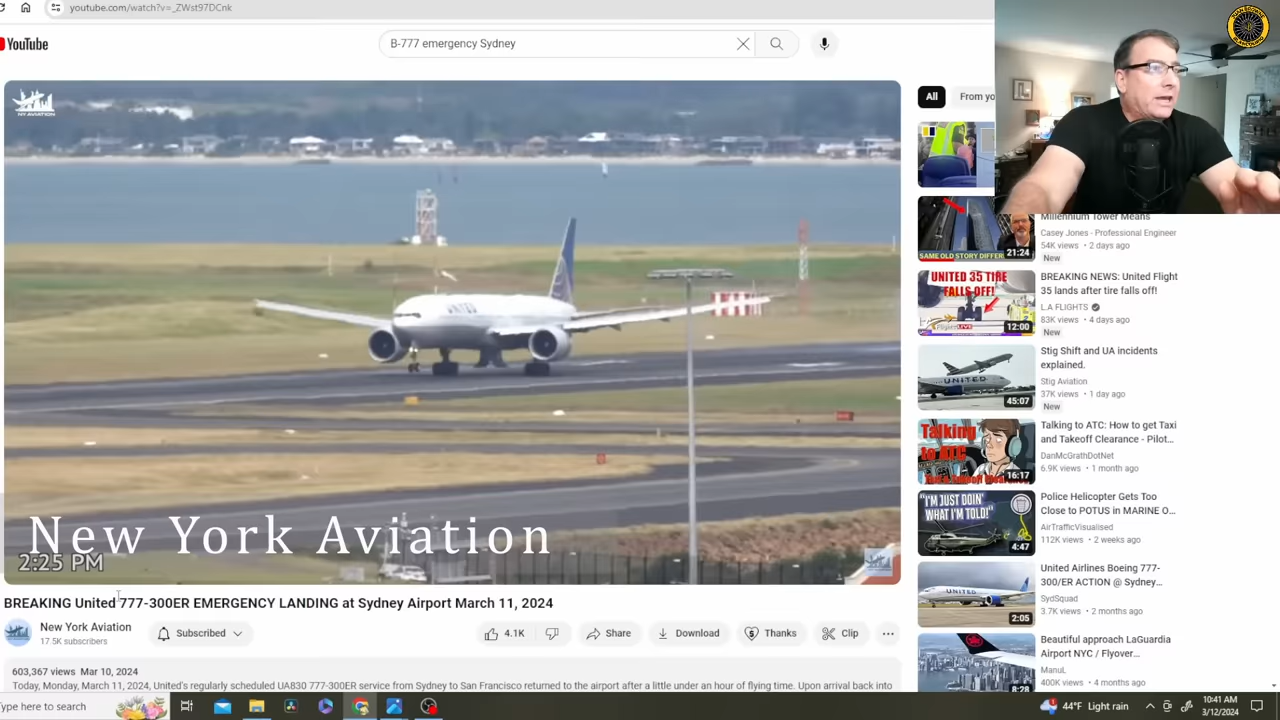 youtube.com/watch?v=_ZWst97DCnk
YouTube
B-777 emergency Sydney
NY AVIATION
New York Aviation
2:25 PM
BREAKING United 777-300ER EMERGENCY LANDING at Sydney Airport March 11, 2024
New York Aviation
17.5K subscribers
Subscribed
4.1K
Share
Download
Thanks
Clip
603,367 views Mar 10, 2024
Today, Monday, March 11, 2024, United's regularly scheduled UA830 777-300ER service from Sydney to San Francisco returned to the airport after a little under an hour of flying time. Upon arrival back into
All
From yo
Millennium Tower Means
Casey Jones - Professional Engineer
54K views • 2 days ago
New
SAME OLD STORY DIFFER
21:24
UNITED 35 TIRE
FALLS OFF!
12:00
BREAKING NEWS: United Flight
35 lands after tire falls off!
L.A FLIGHTS
83K views • 4 days ago
New
UNITED
45:07
Stig Shift and UA incidents
explained.
Stig Aviation
37K views • 1 day ago
New
Talking
to ATC
16:17
Talking to ATC: How to get Taxi
and Takeoff Clearance - Pilot...
DanMcGrathDotNet
6.9K views • 1 month ago
"I'M JUST DOIN'
WHAT I'M TOLD!"
4:47
Police Helicopter Gets Too
Close to POTUS in MARINE O...
AirTrafficVisualised
112K views • 2 weeks ago
UNITED
2:05
United Airlines Boeing 777-
300/ER ACTION @ Sydney...
SydSquad
3.7K views • 2 months ago
8:28
Beautiful approach LaGuardia
Airport NYC / Flyover...
ManuL
400K views • 4 months ago
ype here to search
44°F Light rain
10:41 AM
3/12/2024